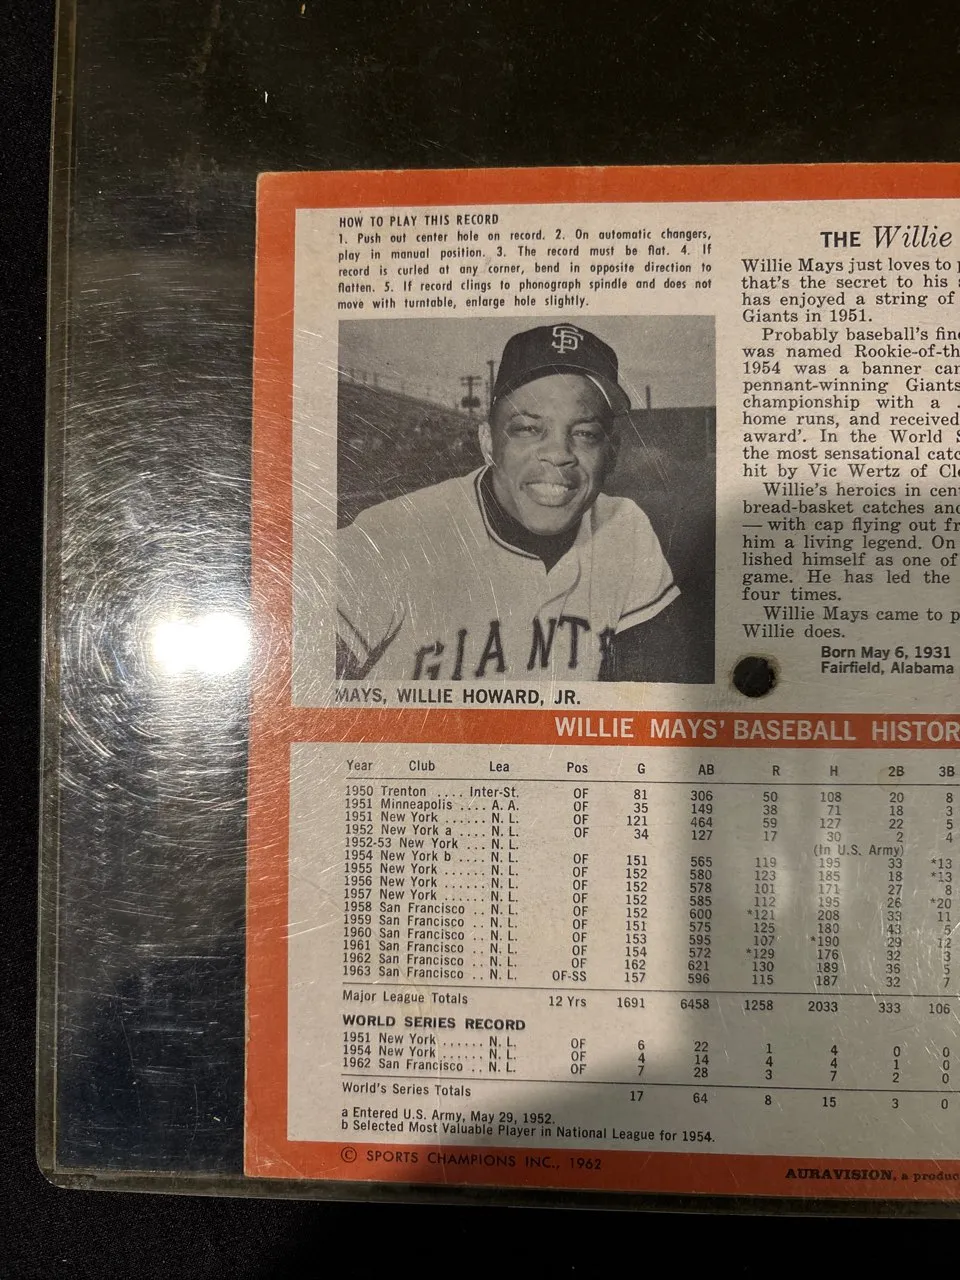 HOW TO PLAY THIS RECORD
1. Push out center hole on record. 2. On automatic changers,
play in manual position. 3. The record must be flat. 4. If
record is curled at any corner, bend in opposite direction to
flatten. 5. If record clings to phonograph spindle and does not
move with turntable, enlarge hole slightly.
SF
GIANTS
MAYS, WILLIE HOWARD, JR.
THE Willie
Willie Mays just loves to
that's the secret to his
has enjoyed a string of
Giants in 1951.
Probably baseball's
was named Rookie-of-
1954 was a banner
pennant-winning Giants
championship with a
home runs, and received
award'. In the World
the most sensational
hit by Vic Wertz of
Willie's heroics in
bread-basket catches
— with cap flying out
him a living legend. On
lished himself as one of
game. He has led the
four times.
Willie Mays came to
Willie does.
Born May 6, 1931
Fairfield, Alabama
WILLIE MAYS' BASEBALL HISTOR
Year Club Lea Pos G AB R H 2B 3B
1950 Trenton .... Inter-St. OF 81 306 50 108 20 8
1951 Minneapolis .... A. A. OF 35 149 38 71 18 3
1951 New York ...... N. L. OF 121 464 59 127 22 5
1952 New York a .. N. L. OF 34 127 17 30 2 4
1952-53 New York ... N. L. (In U.S. Army)
1954 New York b .. N. L. OF 151 565 119 195 33 *13
1955 New York ...... N. L. OF 152 580 123 185 18 *13
1956 New York ...... N. L. OF 152 578 101 171 27 8
1957 New York ...... N. L. OF 152 585 112 195 26 *20
1958 San Francisco .. N. L. OF 152 600 *121 208 33 11
1959 San Francisco .. N. L. OF 151 575 125 180 43 5
1960 San Francisco .. N. L. OF 153 595 107 *190 29 12
1961 San Francisco .. N. L. OF 154 572 *129 176 32 3
1962 San Francisco .. N. L. OF 162 621 130 189 36 5
1963 San Francisco .. N. L. OF-SS 157 596 115 187 32 7
Major League Totals 12 Yrs 1691 6458 1258 2033 333 106
WORLD SERIES RECORD
1951 New York ...... N. L. OF 6 22 1 4 0 0
1954 New York ...... N. L. OF 4 14 4 4 1 0
1962 San Francisco .. N. L. OF 7 28 3 7 2 0
World's Series Totals 17 64 8 15 3 0
a Entered U.S. Army, May 29, 1952.
b Selected Most Valuable Player in National League for 1954.
© SPORTS CHAMPIONS INC., 1962
AURAVISION, a produc